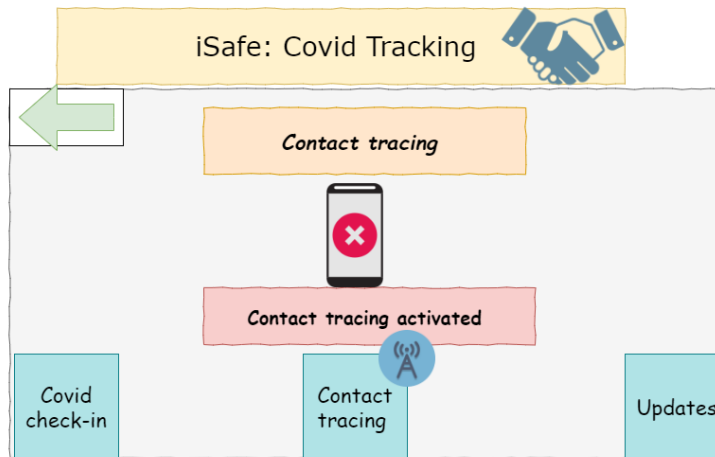 iSafe: Covid Tracking
Contact tracing
Contact tracing activated
Covid
check-in
Contact
tracing
Updates